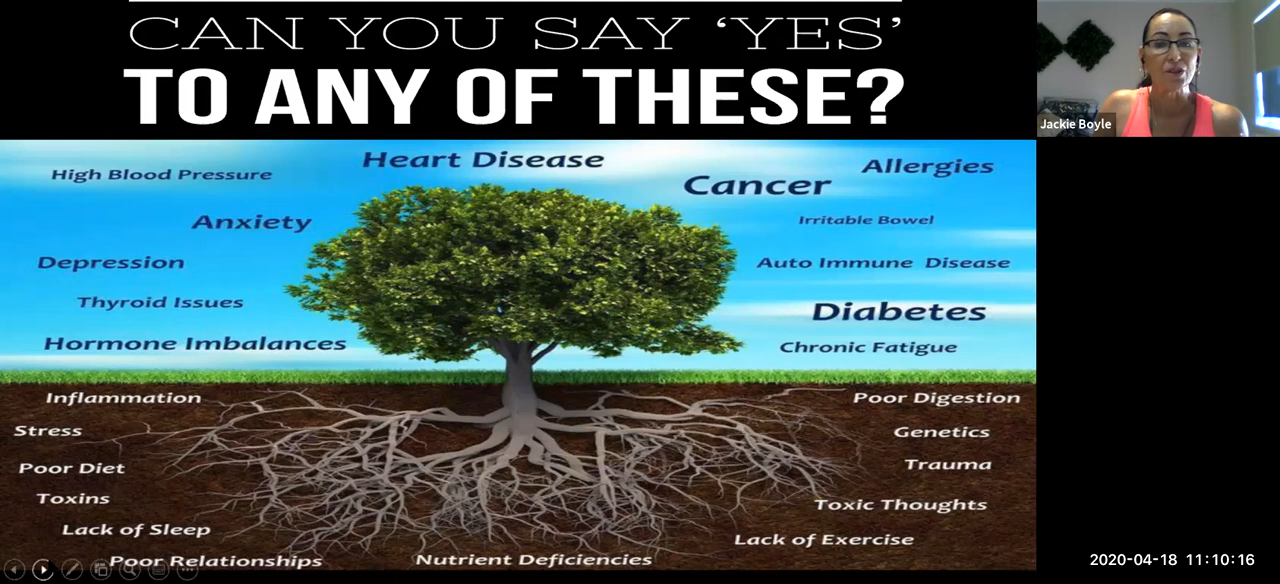 CAN YOU SAY ‘YES’
TO ANY OF THESE?
Jackie Boyle
Heart Disease
High Blood Pressure
Allergies
Cancer
Anxiety
Irritable Bowel
Depression
Auto Immune Disease
Thyroid Issues
Diabetes
Hormone Imbalances
Chronic Fatigue
Inflammation
Poor Digestion
Stress
Genetics
Poor Diet
Trauma
Toxins
Toxic Thoughts
Lack of Sleep
Lack of Exercise
Poor Relationships
Nutrient Deficiencies
2020-04-18 11:10:16